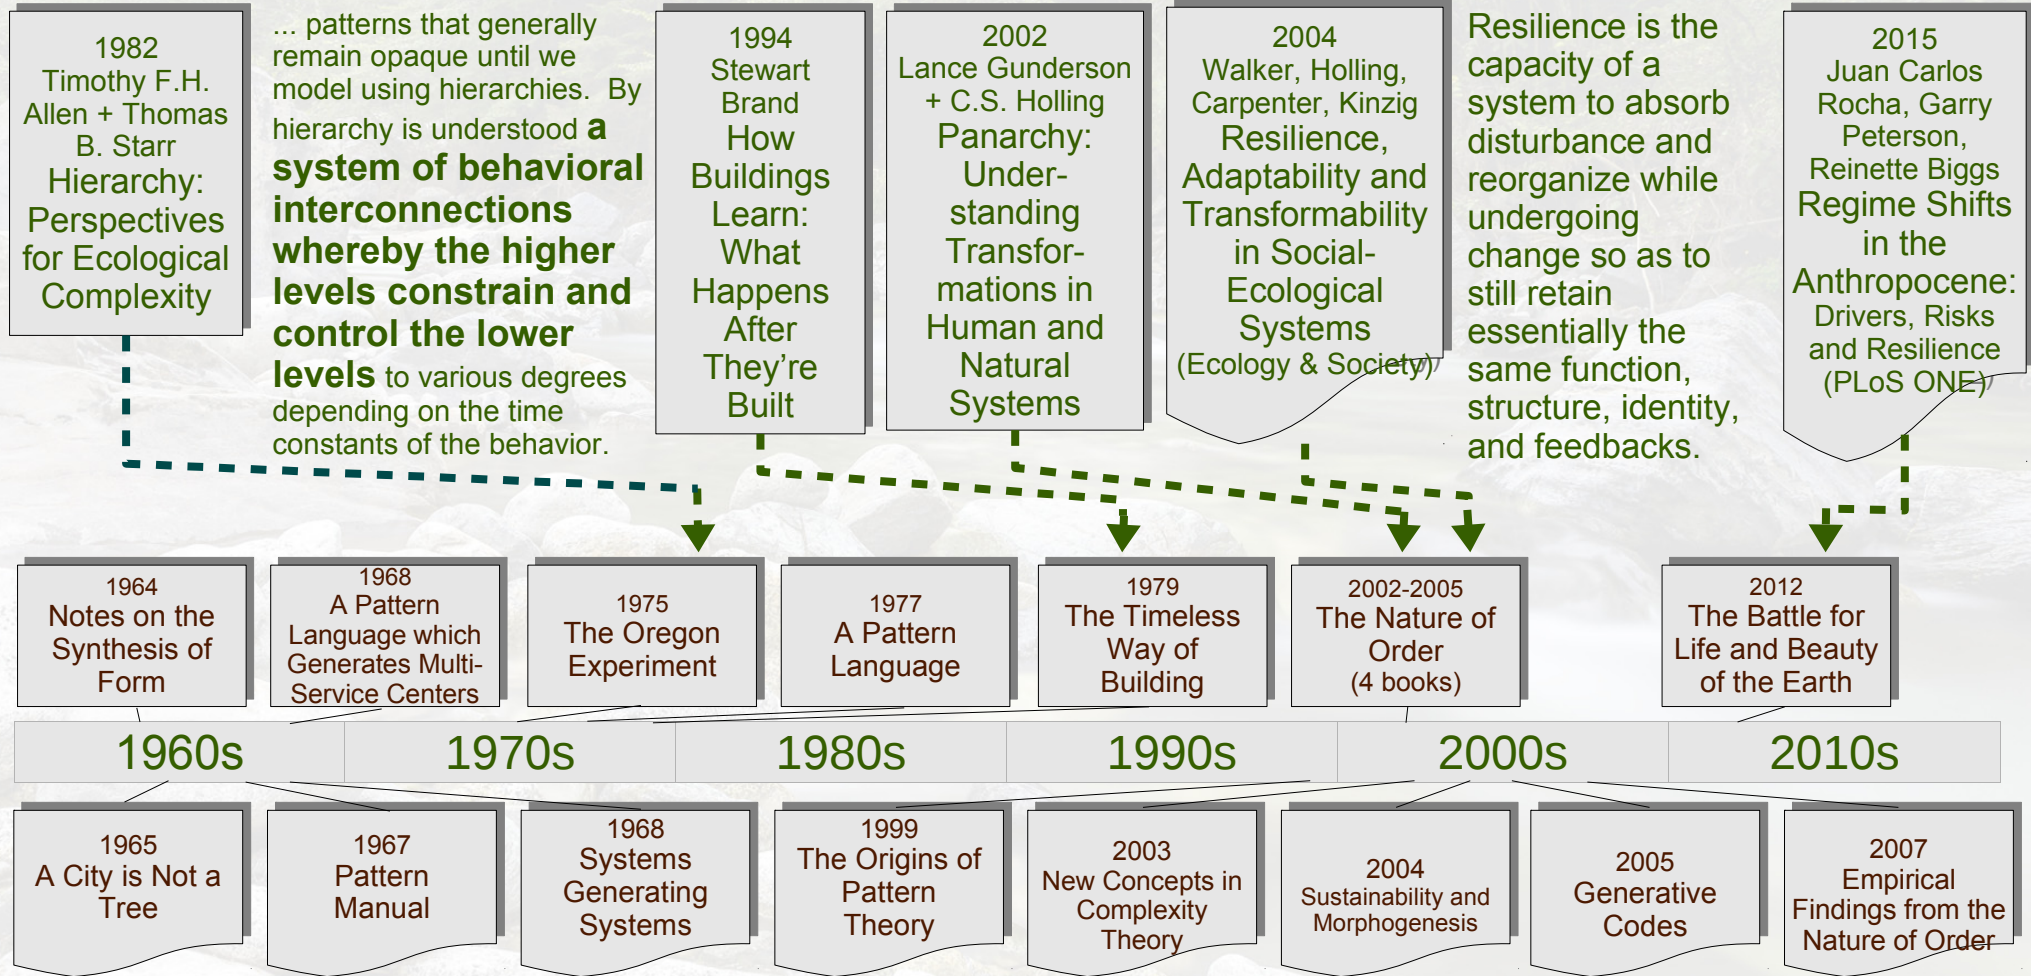 1982
Timothy F.H.
Allen + Thomas
B. Starr
Hierarchy:
Perspectives
for Ecological
Complexity
... patterns that generally
remain opaque until we
model using hierarchies.  By
hierarchy is understood a
system of behavioral
interconnections
whereby the higher
levels constrain and
control the lower
levels to various degrees
depending on the time
constants of the behavior.
1994
Stewart
Brand
How
Buildings
Learn:
What
Happens
After
They’re
Built
2002
Lance Gunderson
+ C.S. Holling
Panarchy:
Under-
standing
Transfor-
mations in
Human and
Natural
Systems
2004
Walker, Holling,
Carpenter, Kinzig
Resilience,
Adaptability and
Transformability
in Social-
Ecological
Systems
(Ecology & Society)
Resilience is the
capacity of a
system to absorb
disturbance and
reorganize while
undergoing
change so as to
still retain
essentially the
same function,
structure, identity,
and feedbacks.
2015
Juan Carlos
Rocha, Garry
Peterson,
Reinette Biggs
Regime Shifts
in the
Anthropocene:
Drivers, Risks
and Resilience
(PLoS ONE)
1964
Notes on the
Synthesis of
Form
1968
A Pattern
Language which
Generates Multi-
Service Centers
1975
The Oregon
Experiment
1977
A Pattern
Language
1979
The Timeless
Way of
Building
2002-2005
The Nature of
Order
(4 books)
2012
The Battle for
Life and Beauty
of the Earth
1960s
1970s
1980s
1990s
2000s
2010s
1965
A City is Not a
Tree
1967
Pattern
Manual
1968
Systems
Generating
Systems
1999
The Origins of
Pattern
Theory
2003
New Concepts in
Complexity
Theory
2004
Sustainability and
Morphogenesis
2005
Generative
Codes
2007
Empirical
Findings from the
Nature of Order